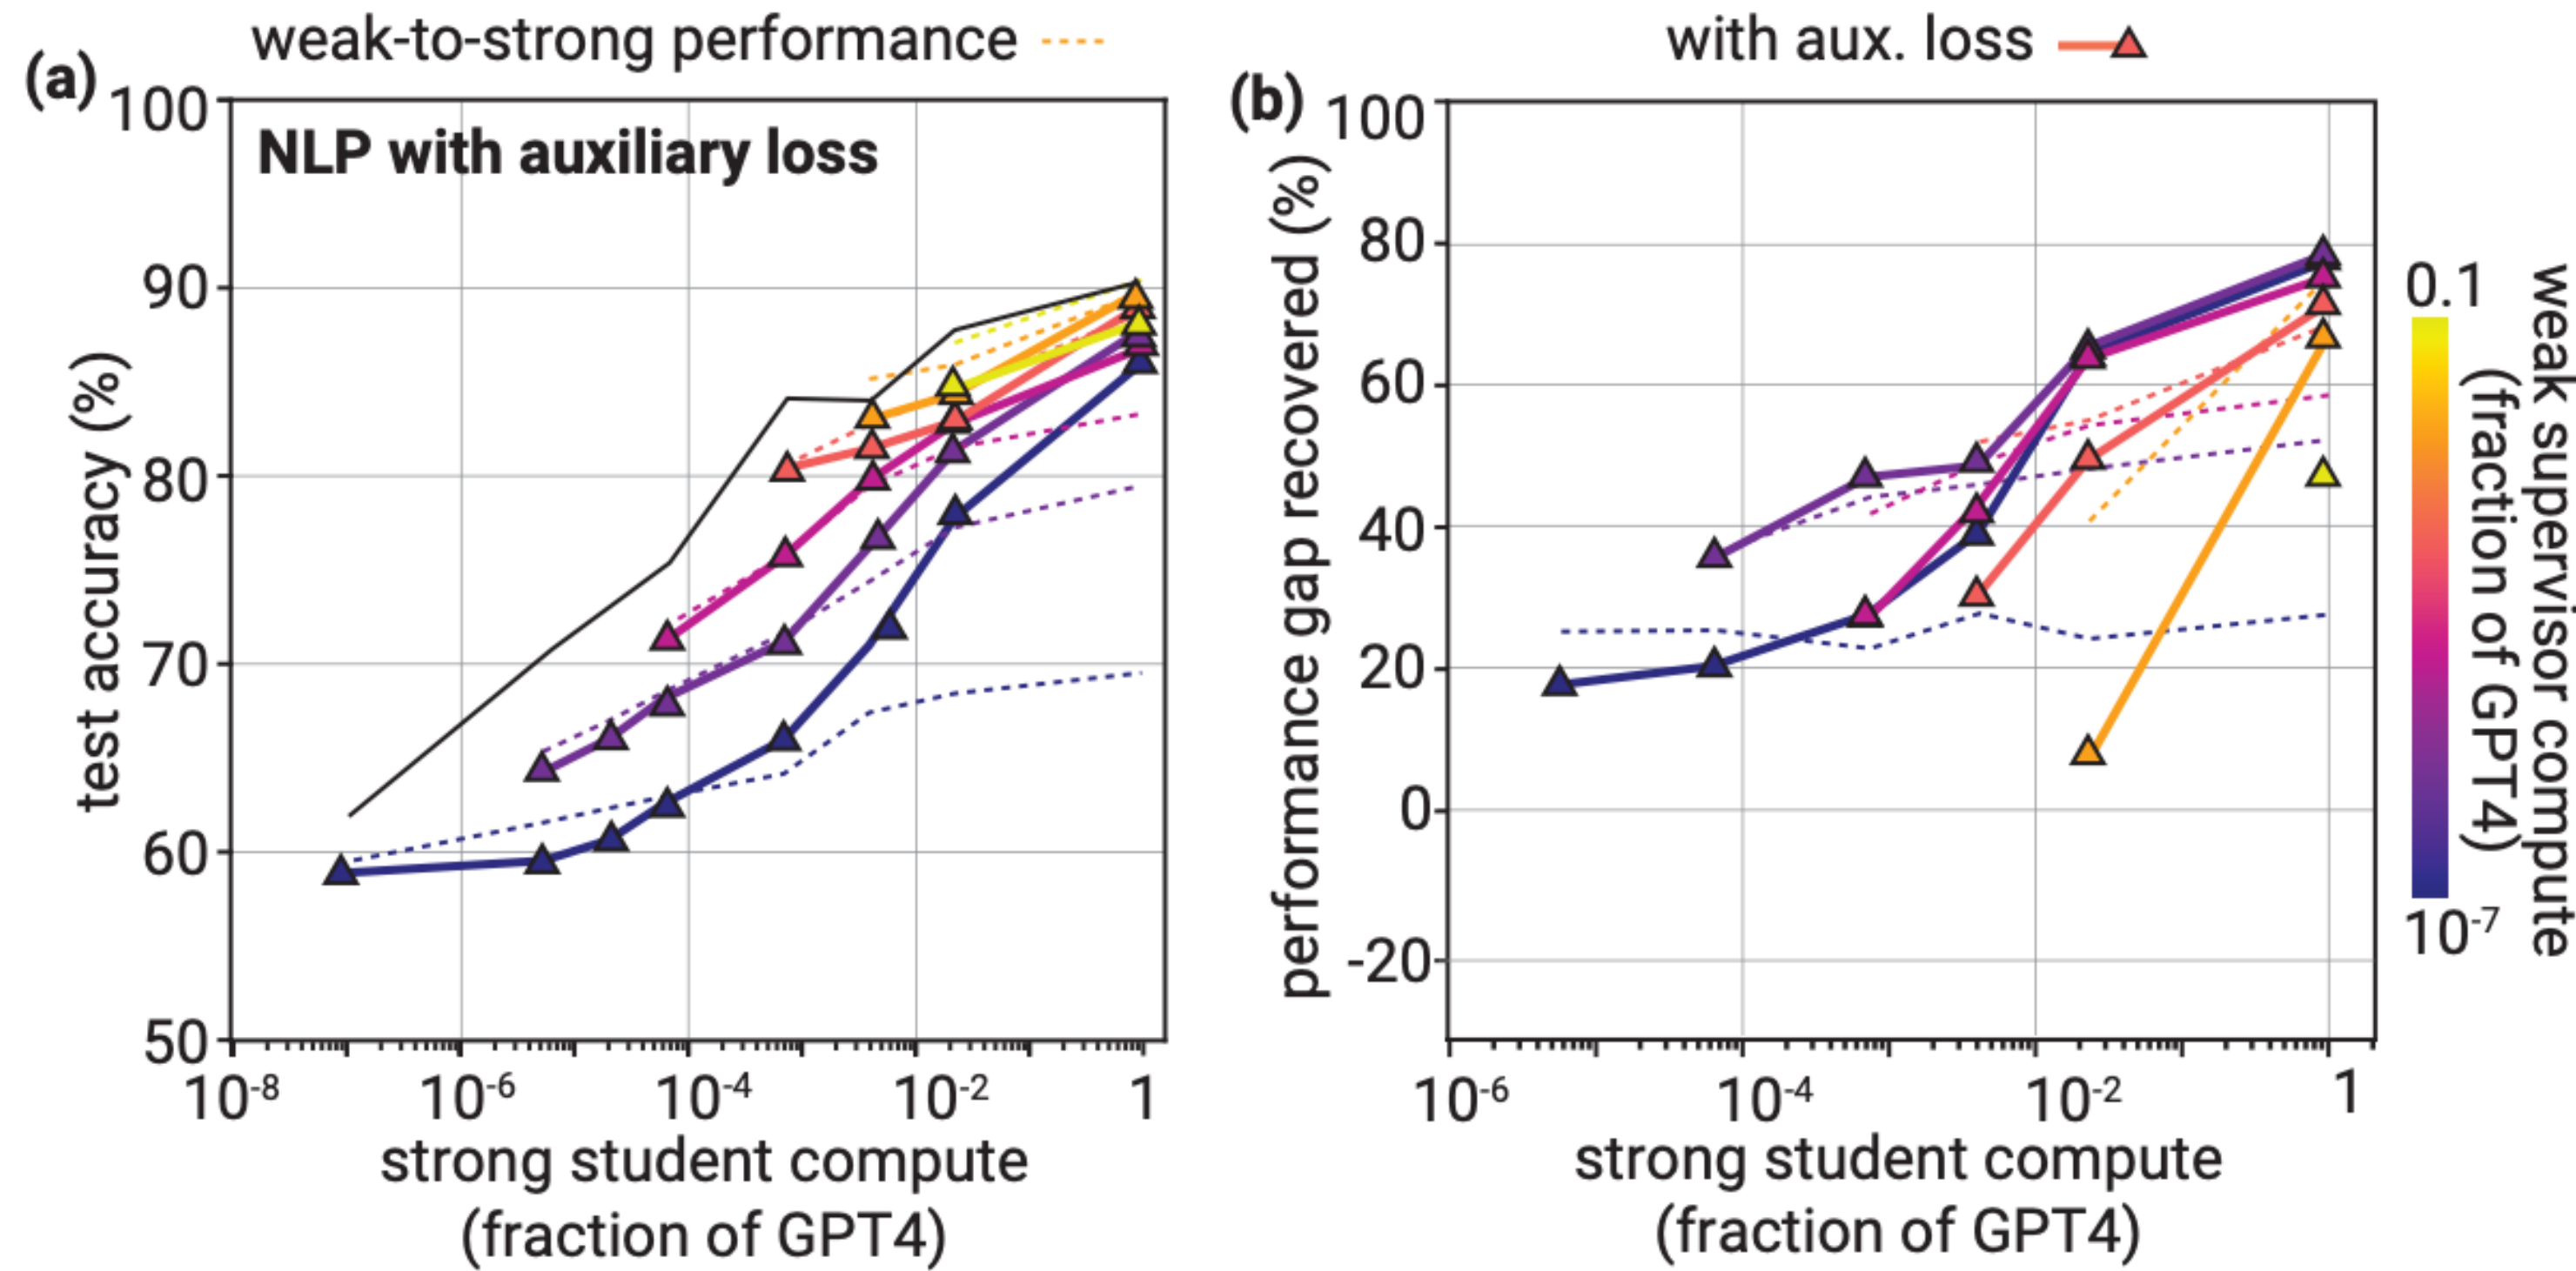 weak-to-strong performance
with aux. loss
(a)
NLP with auxiliary loss
100
90
80
70
60
50
test accuracy (%)
10-8
10-6
10-4
10-2
1
strong student compute
(fraction of GPT4)
(b)
100
80
60
40
20
0
-20
performance gap recovered (%)
10-6
10-4
10-2
1
strong student compute
(fraction of GPT4)
0.1
10-7
weak supervisor compute
(fraction of GPT4)